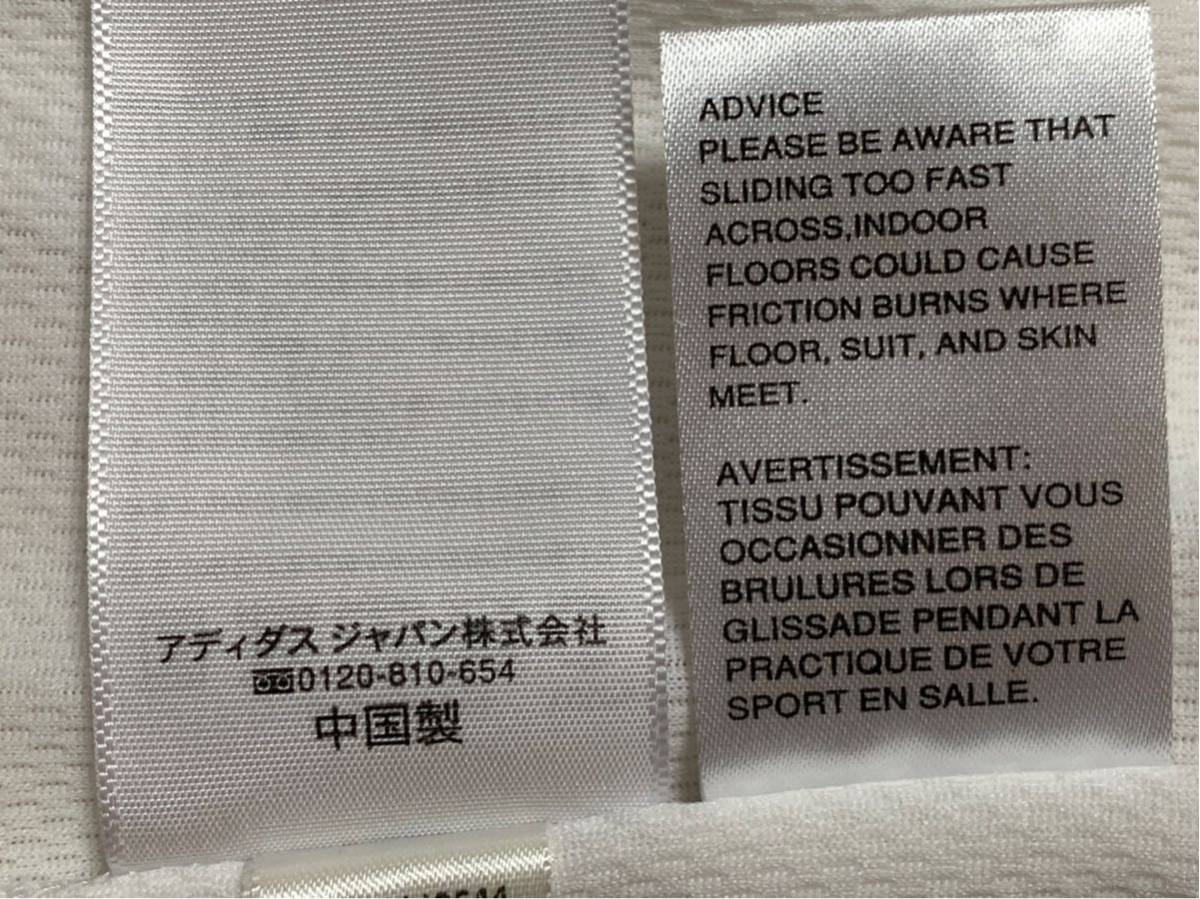 アディダス ジャパン株式会社
0120-810-654
中国製
ADVICE
PLEASE BE AWARE THAT
SLIDING TOO FAST
ACROSS,INDOOR
FLOORS COULD CAUSE
FRICTION BURNS WHERE
FLOOR, SUIT, AND SKIN
MEET.
AVERTISSEMENT:
TISSU POUVANT VOUS
OCCASIONNER DES
BRULURES LORS DE
GLISSADE PENDANT LA
PRACTIQUE DE VOTRE
SPORT EN SALLE.